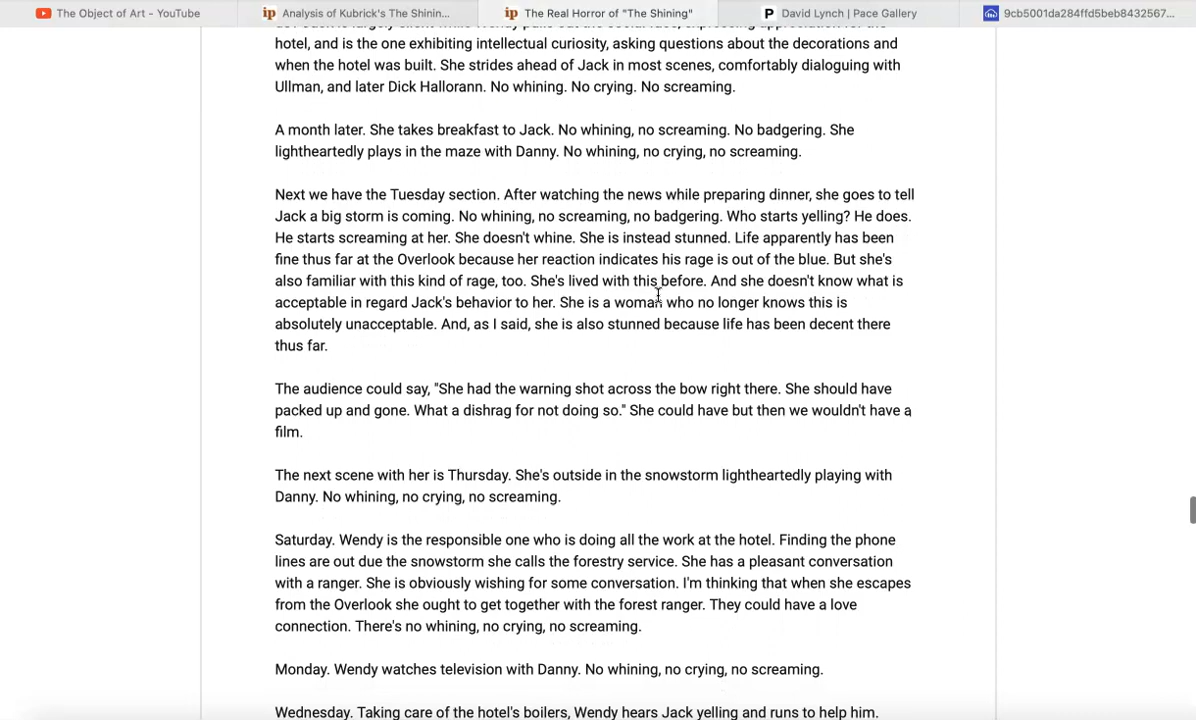 The Object of Art - YouTube
ip Analysis of Kubrick's The Shinin...
ip The Real Horror of "The Shining"
P David Lynch | Pace Gallery
9cb5001da284ffd5beb8432567...
hotel, and is the one exhibiting intellectual curiosity, asking questions about the decorations and
when the hotel was built. She strides ahead of Jack in most scenes, comfortably dialoguing with
Ullman, and later Dick Hallorann. No whining. No crying. No screaming.
A month later. She takes breakfast to Jack. No whining, no screaming. No badgering. She
lightheartedly plays in the maze with Danny. No whining, no crying, no screaming.
Next we have the Tuesday section. After watching the news while preparing dinner, she goes to tell
Jack a big storm is coming. No whining, no screaming, no badgering. Who starts yelling? He does.
He starts screaming at her. She doesn't whine. She is instead stunned. Life apparently has been
fine thus far at the Overlook because her reaction indicates his rage is out of the blue. But she's
also familiar with this kind of rage, too. She's lived with this before. And she doesn't know what is
acceptable in regard Jack's behavior to her. She is a woman who no longer knows this is
absolutely unacceptable. And, as I said, she is also stunned because life has been decent there
thus far.
The audience could say, "She had the warning shot across the bow right there. She should have
packed up and gone. What a dishrag for not doing so." She could have but then we wouldn't have a
film.
The next scene with her is Thursday. She's outside in the snowstorm lightheartedly playing with
Danny. No whining, no crying, no screaming.
Saturday. Wendy is the responsible one who is doing all the work at the hotel. Finding the phone
lines are out due the snowstorm she calls the forestry service. She has a pleasant conversation
with a ranger. She is obviously wishing for some conversation. I'm thinking that when she escapes
from the Overlook she ought to get together with the forest ranger. They could have a love
connection. There's no whining, no crying, no screaming.
Monday. Wendy watches television with Danny. No whining, no crying, no screaming.
Wednesday. Taking care of the hotel's boilers, Wendy hears Jack yelling and runs to help him.